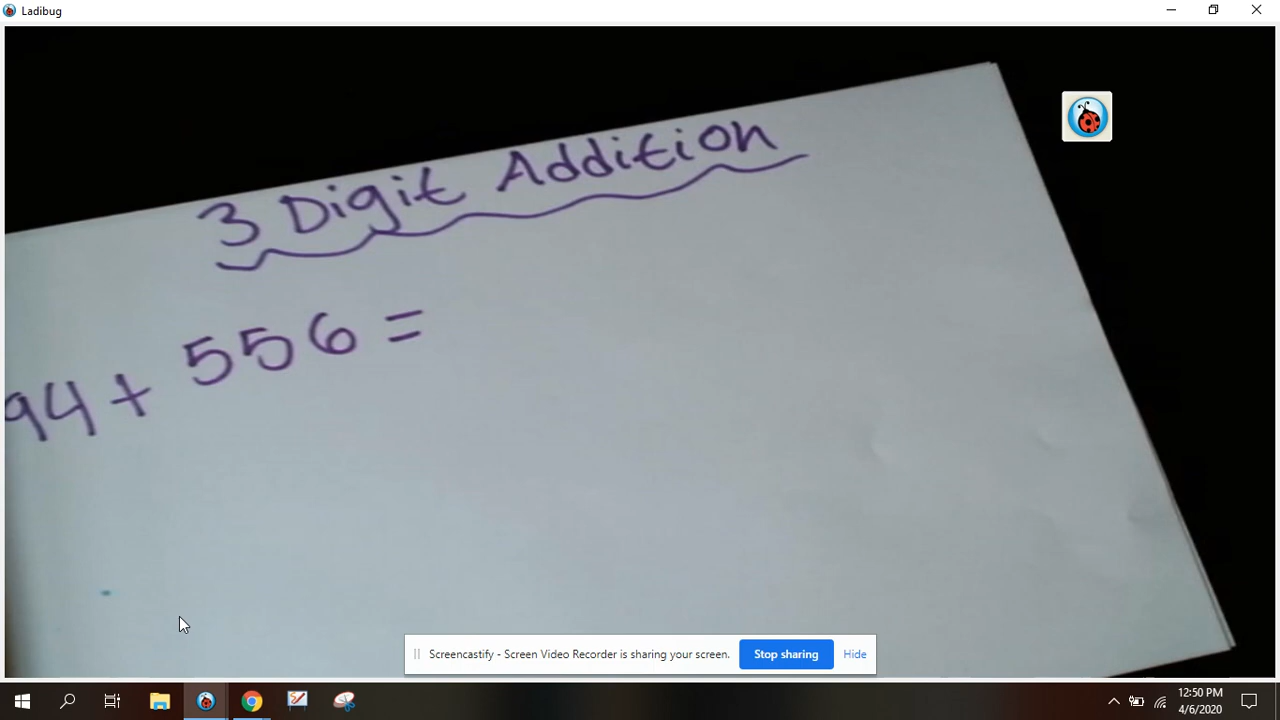 Ladibug
3 Digit Addition
94 + 556 =
Screencastify - Screen Video Recorder is sharing your screen.
Stop sharing
Hide
12:50 PM
4/6/2020